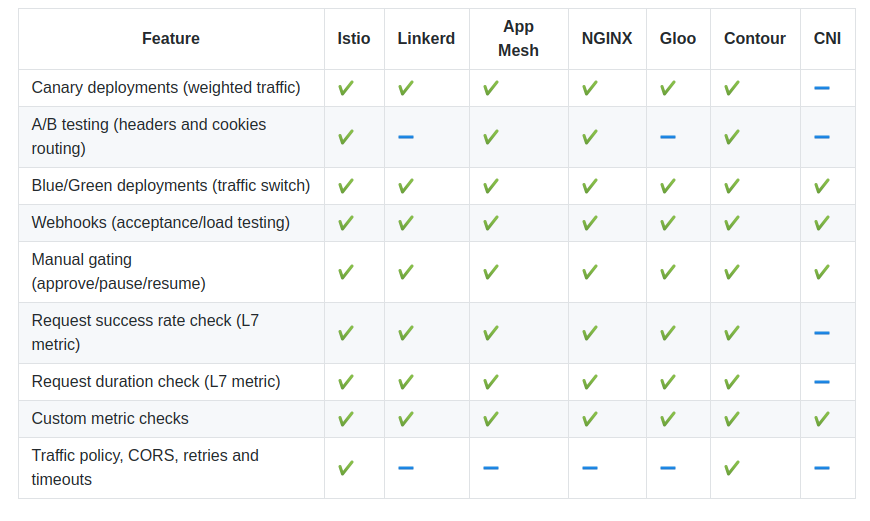 Feature Istio Linkerd App Mesh NGINX Gloo Contour CNI
Canary deployments (weighted traffic) ✔ ✔ ✔ ✔ ✔ ✔ ➖
A/B testing (headers and cookies
routing) ✔ ➖ ✔ ✔ ➖ ✔ ➖
Blue/Green deployments (traffic switch) ✔ ✔ ✔ ✔ ✔ ✔ ✔
Webhooks (acceptance/load testing) ✔ ✔ ✔ ✔ ✔ ✔ ✔
Manual gating
(approve/pause/resume) ✔ ✔ ✔ ✔ ✔ ✔ ✔
Request success rate check (L7
metric) ✔ ✔ ✔ ✔ ✔ ✔ ➖
Request duration check (L7 metric) ✔ ✔ ✔ ✔ ✔ ✔ ➖
Custom metric checks ✔ ✔ ✔ ✔ ✔ ✔ ✔
Traffic policy, CORS, retries and
timeouts ✔ ➖ ➖ ➖ ➖ ✔ ➖